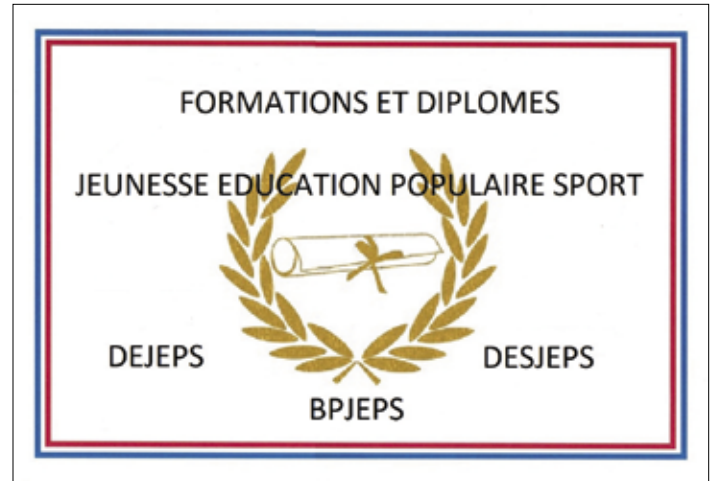 FORMATIONS ET DIPLOMES
JEUNESSE EDUCATION POPULAIRE SPORT
DEJEPS
DESJEPS
BPJEPS